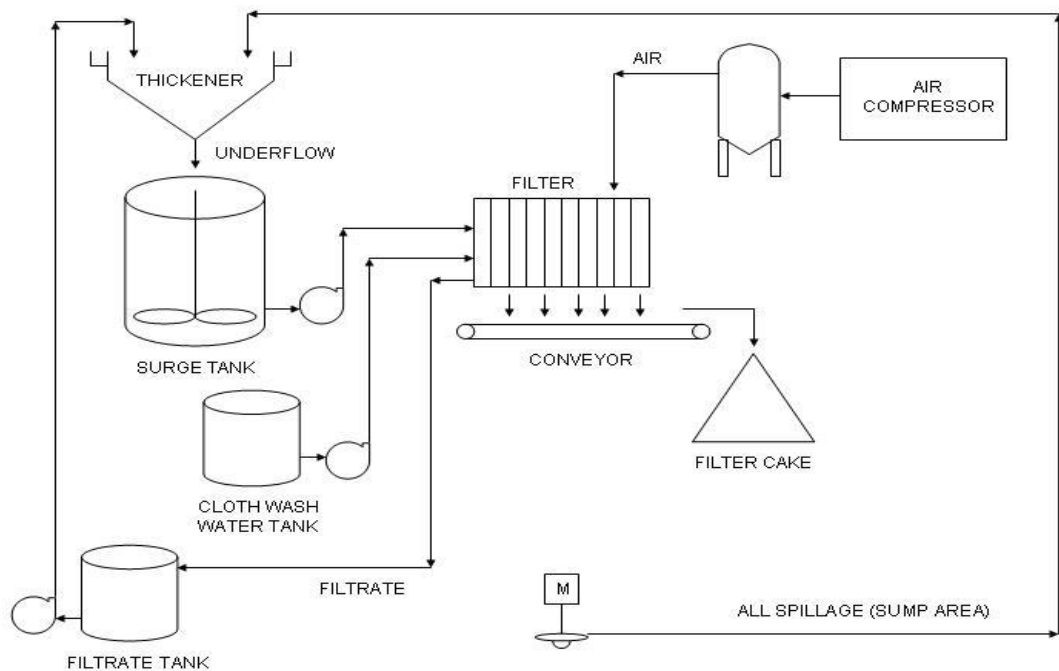 THICKENER
AIR
AIR
COMPRESSOR
UNDERFLOW
FILTER
SURGE TANK
CONVEYOR
FILTER CAKE
CLOTH WASH
WATER TANK
FILTRATE
M
ALL SPILLAGE (SUMP AREA)
FILTRATE TANK